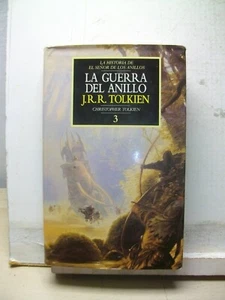 LA HISTORIA DE
EL SEÑOR DE LOS ANILLOS
LA GUERRA
DEL ANILLO
J.R.R. TOLKIEN
CHRISTOPHER TOLKIEN
3